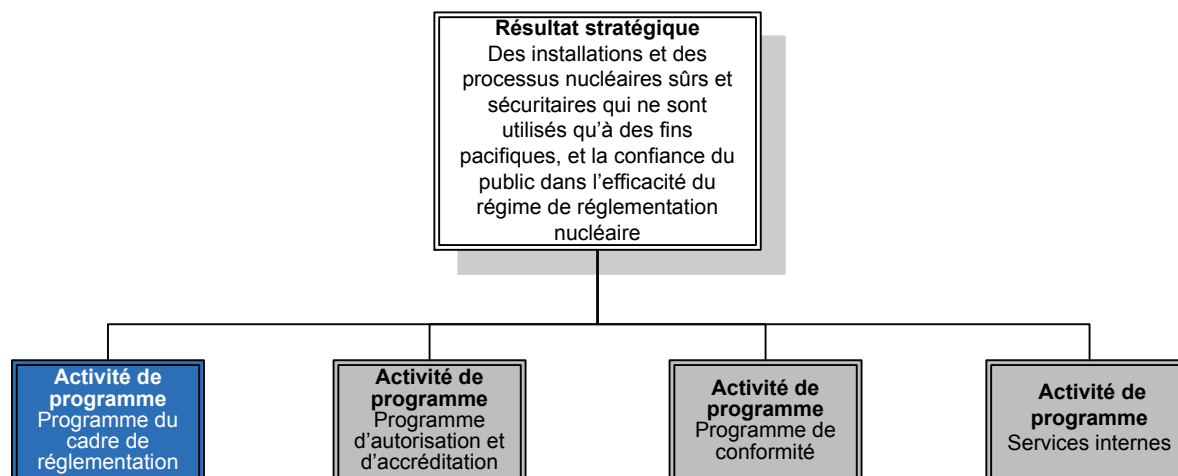 Résultat stratégique
Des installations et des
processus nucléaires sûrs et
sécuritaires qui ne sont
utilisés qu’à des fins
pacifiques, et la confiance du
public dans l’efficacité du
régime de réglementation
nucléaire
Activité de
programme
Programme du
cadre de
réglementation
Activité de
programme
Programme
d’autorisation et
d’accréditation
Activité de
programme
Programme de
conformité
Activité de
programme
Services internes